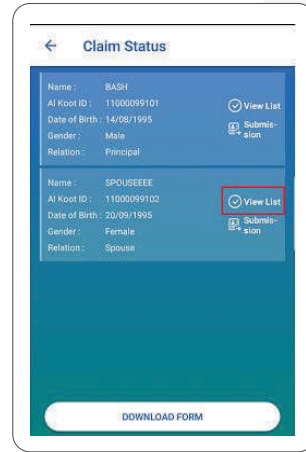 ← Claim Status
Name : BASH
Al Koot ID : 11000099101
Date of Birth : 14/08/1995
Gender : Male
Relation : Principal
View List
Submis-
sion
Name : SPOUSEEEE
Al Koot ID : 11000099102
Date of Birth : 20/09/1995
Gender : Female
Relation : Spouse
View List
Submis-
sion
DOWNLOAD FORM